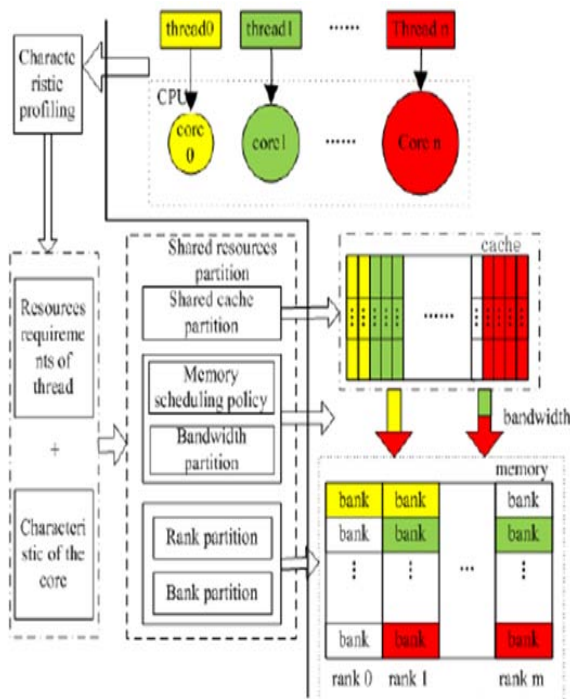 thread0 thread1 ...... Thread n
Characte
ristic
profiling
CPU
core
0
core1
......
Core n
Shared resources
partition
cache
Shared cache
partition
......
Resources
requireme
nts of
thread
Memory
scheduling policy
Bandwidth
partition
bandwidth
+
memory
Characteri
stic of the
core
Rank partition
Bank partition
bank bank bank
bank bank bank
...
bank bank bank
rank 0 rank 1 rank m